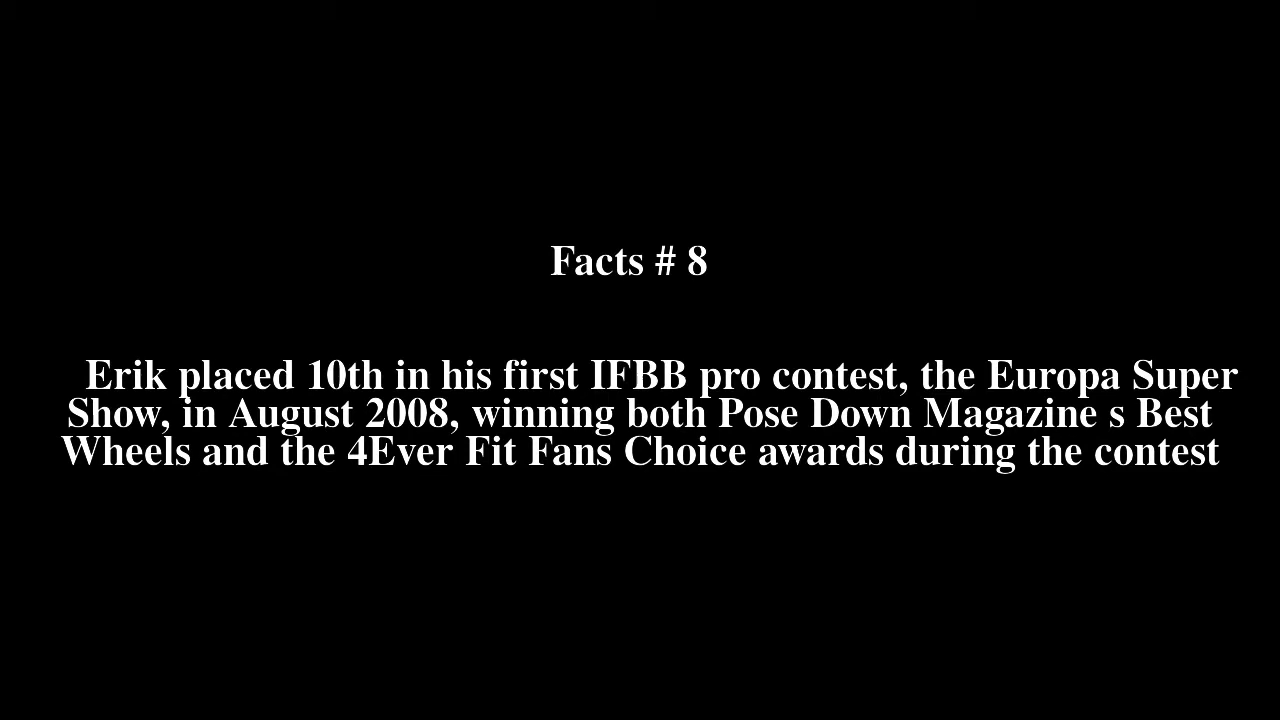 Facts # 8
Erik placed 10th in his first IFBB pro contest, the Europa Super
Show, in August 2008, winning both Pose Down Magazine s Best
Wheels and the 4Ever Fit Fans Choice awards during the contest